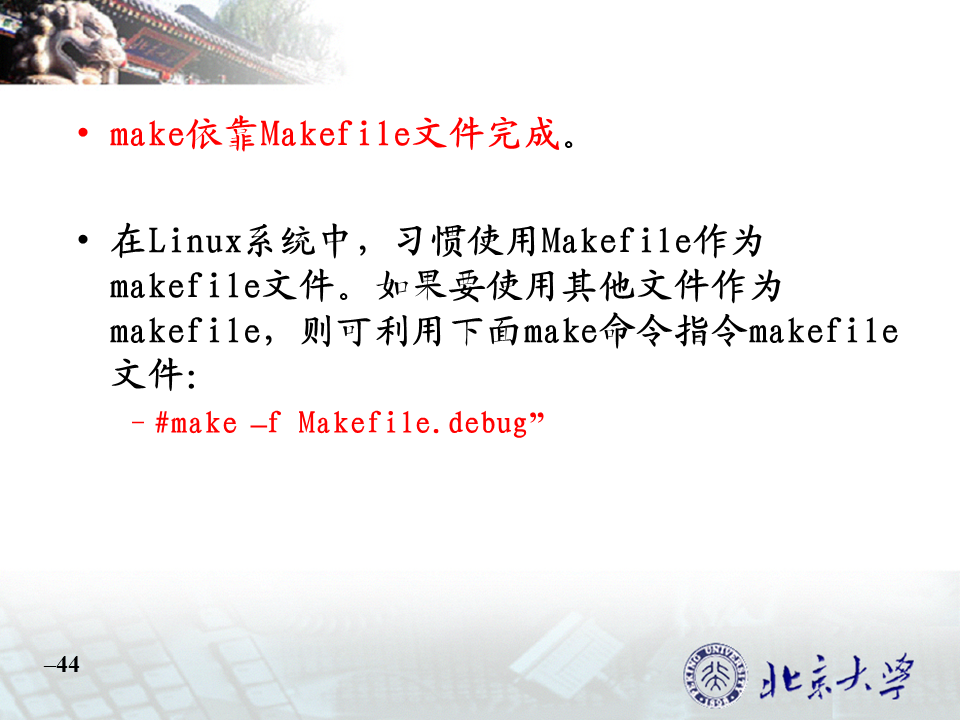 • make依靠Makefile文件完成。
• 在Linux系统中，习惯使用Makefile作为
makefile文件。如果要使用其他文件作为
makefile，则可利用下面make命令指令makefile
文件：
–#make –f Makefile.debug”
–44
PEKING UNIVERSITY
1898
北京大学